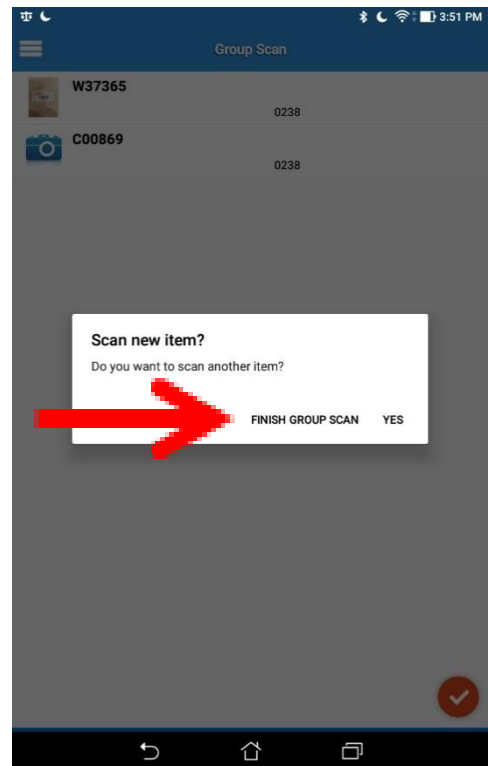 3:51 PM
Group Scan
W37365
0238
C00869
0238
Scan new item?
Do you want to scan another item?
FINISH GROUP SCAN YES